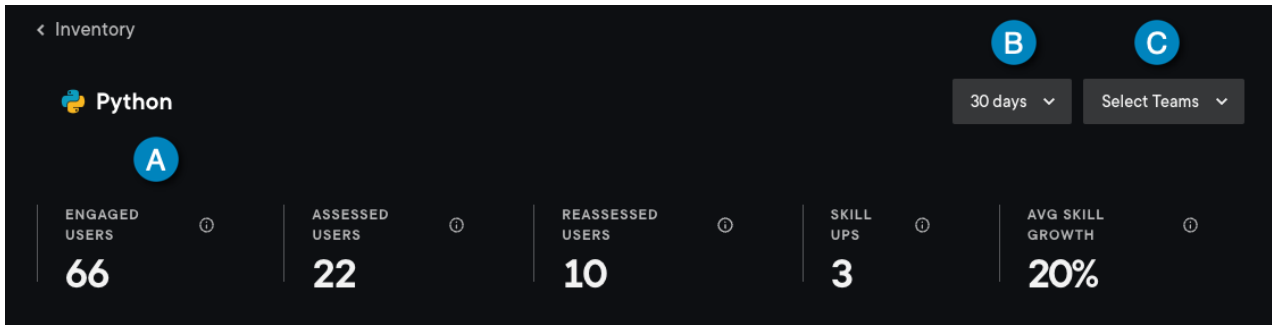 Inventory
B
C
Python
30 days
Select Teams
A
ENGAGED
USERS
66
ASSESSED
USERS
22
REASSESSED
USERS
10
SKILL
UPS
3
AVG SKILL
GROWTH
20%